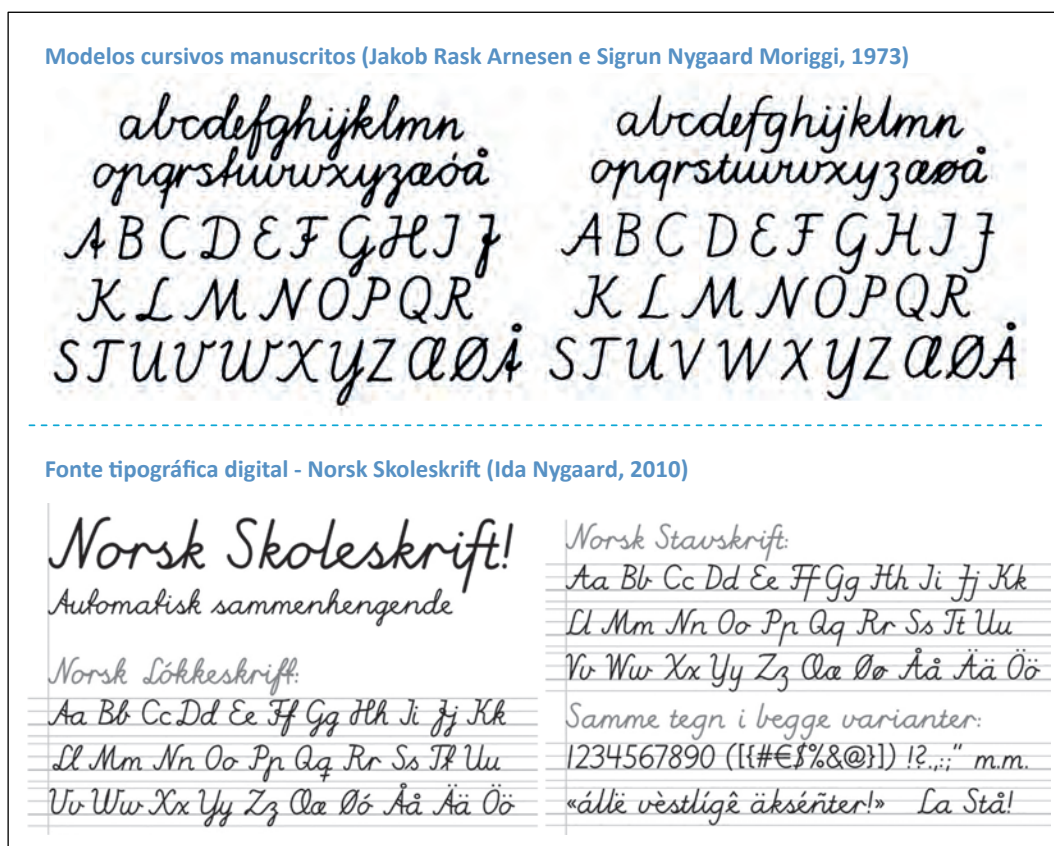 Modelos cursivos manuscritos (Jakob Rask Arnesen e Sigrun Nygaard Moriggi, 1973)
abcdefghijklmn
opqrstuvwxyzæóå
ABCDEFGHIJ
KLMNOPQR
STUVWXYZÆØÅ
abcdefghijklmn
opqrstuvwxyzæøå
ABCDEFGHIJ
KLMNOPQR
STUVWXYZÆØÅ
Fonte tipográfica digital - Norsk Skoleskrift (Ida Nygaard, 2010)
Norsk Skoleskrift!
Automatisk sammenhengende
Norsk Lókkeskrift:
Aa Bb Cc Dd Ee Ff Gg Hh Ii Jj Kk
Ll Mm Nn Oo Pp Qq Rr Ss Tt Uu
Vv Ww Xx Yy Zz Ææ Øó Åå Ää Öö
Norsk Stavskrift:
Aa Bb Cc Dd Ee Ff Gg Hh Ii Jj Kk
Ll Mm Nn Oo Pp Qq Rr Ss Tt Uu
Vv Ww Xx Yy Zz Ææ Øø Åå Ää Öö
Samme tegn i begge varianter:
1234567890 ([{#€$%&@}]) !?.,:;" m.m.
«állë vèstlígê äkséñter!» La Stå!